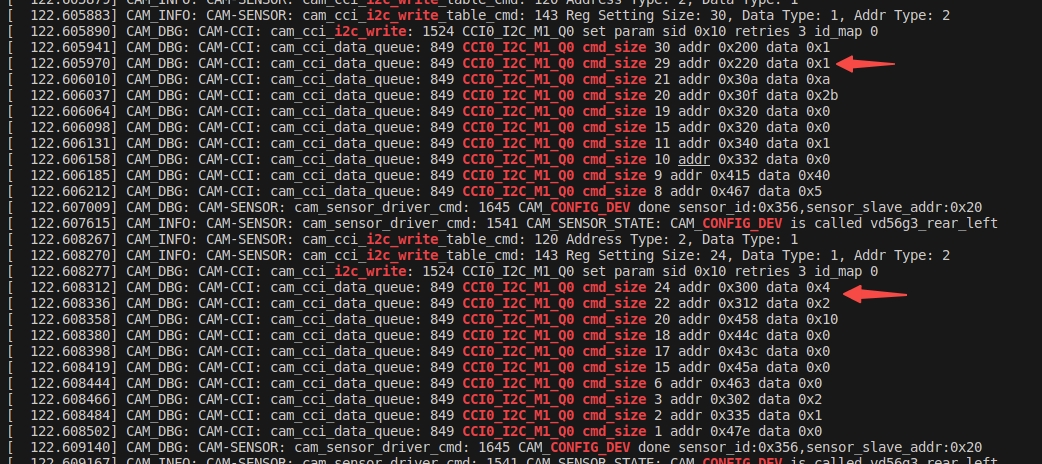 [  122.605883] CAM_INFO: CAM-SENSOR: cam_cci_i2c_write_table_cmd: 143 Reg Setting Size: 30, Data Type: 1, Addr Type: 2
[  122.605890] CAM_DBG: CAM-CCI: cam_cci_i2c_write: 1524 CCI0_I2C_M1_Q0 set param sid 0x10 retries 3 id_map 0
[  122.605941] CAM_DBG: CAM-CCI: cam_cci_data_queue: 849 CCI0_I2C_M1_Q0 cmd_size 30 addr 0x200 data 0x1
[  122.605970] CAM_DBG: CAM-CCI: cam_cci_data_queue: 849 CCI0_I2C_M1_Q0 cmd_size 29 addr 0x220 data 0x1
[  122.606010] CAM_DBG: CAM-CCI: cam_cci_data_queue: 849 CCI0_I2C_M1_Q0 cmd_size 21 addr 0x30a data 0xa
[  122.606037] CAM_DBG: CAM-CCI: cam_cci_data_queue: 849 CCI0_I2C_M1_Q0 cmd_size 20 addr 0x30f data 0x2b
[  122.606064] CAM_DBG: CAM-CCI: cam_cci_data_queue: 849 CCI0_I2C_M1_Q0 cmd_size 19 addr 0x320 data 0x0
[  122.606098] CAM_DBG: CAM-CCI: cam_cci_data_queue: 849 CCI0_I2C_M1_Q0 cmd_size 15 addr 0x320 data 0x0
[  122.606131] CAM_DBG: CAM-CCI: cam_cci_data_queue: 849 CCI0_I2C_M1_Q0 cmd_size 11 addr 0x340 data 0x1
[  122.606158] CAM_DBG: CAM-CCI: cam_cci_data_queue: 849 CCI0_I2C_M1_Q0 cmd_size 10 addr 0x332 data 0x0
[  122.606185] CAM_DBG: CAM-CCI: cam_cci_data_queue: 849 CCI0_I2C_M1_Q0 cmd_size 9 addr 0x415 data 0x40
[  122.606212] CAM_DBG: CAM-CCI: cam_cci_data_queue: 849 CCI0_I2C_M1_Q0 cmd_size 8 addr 0x467 data 0x5
[  122.607009] CAM_DBG: CAM-SENSOR: cam_sensor_driver_cmd: 1645 CAM_CONFIG_DEV done sensor_id:0x356,sensor_slave_addr:0x20
[  122.607615] CAM_INFO: CAM-SENSOR: cam_sensor_driver_cmd: 1541 CAM_SENSOR_STATE: CAM_CONFIG_DEV is called vd56g3_rear_left
[  122.608267] CAM_INFO: CAM-SENSOR: cam_cci_i2c_write_table_cmd: 120 Address Type: 2, Data Type: 1
[  122.608270] CAM_INFO: CAM-SENSOR: cam_cci_i2c_write_table_cmd: 143 Reg Setting Size: 24, Data Type: 1, Addr Type: 2
[  122.608277] CAM_DBG: CAM-CCI: cam_cci_i2c_write: 1524 CCI0_I2C_M1_Q0 set param sid 0x10 retries 3 id_map 0
[  122.608312] CAM_DBG: CAM-CCI: cam_cci_data_queue: 849 CCI0_I2C_M1_Q0 cmd_size 24 addr 0x300 data 0x4
[  122.608336] CAM_DBG: CAM-CCI: cam_cci_data_queue: 849 CCI0_I2C_M1_Q0 cmd_size 22 addr 0x312 data 0x2
[  122.608358] CAM_DBG: CAM-CCI: cam_cci_data_queue: 849 CCI0_I2C_M1_Q0 cmd_size 20 addr 0x458 data 0x10
[  122.608380] CAM_DBG: CAM-CCI: cam_cci_data_queue: 849 CCI0_I2C_M1_Q0 cmd_size 18 addr 0x44c data 0x0
[  122.608398] CAM_DBG: CAM-CCI: cam_cci_data_queue: 849 CCI0_I2C_M1_Q0 cmd_size 17 addr 0x43c data 0x0
[  122.608419] CAM_DBG: CAM-CCI: cam_cci_data_queue: 849 CCI0_I2C_M1_Q0 cmd_size 15 addr 0x45a data 0x0
[  122.608444] CAM_DBG: CAM-CCI: cam_cci_data_queue: 849 CCI0_I2C_M1_Q0 cmd_size 6 addr 0x463 data 0x0
[  122.608466] CAM_DBG: CAM-CCI: cam_cci_data_queue: 849 CCI0_I2C_M1_Q0 cmd_size 3 addr 0x302 data 0x2
[  122.608484] CAM_DBG: CAM-CCI: cam_cci_data_queue: 849 CCI0_I2C_M1_Q0 cmd_size 2 addr 0x335 data 0x1
[  122.608502] CAM_DBG: CAM-CCI: cam_cci_data_queue: 849 CCI0_I2C_M1_Q0 cmd_size 1 addr 0x47e data 0x0
[  122.609140] CAM_DBG: CAM-SENSOR: cam_sensor_driver_cmd: 1645 CAM_CONFIG_DEV done sensor_id:0x356,sensor_slave_addr:0x20
[  122.609167] CAM_INFO: CAM-SENSOR: cam_sensor_driver_cmd: 1541 CAM_SENSOR_STATE: CAM_CONFIG_DEV is called vd56g3_rear_left